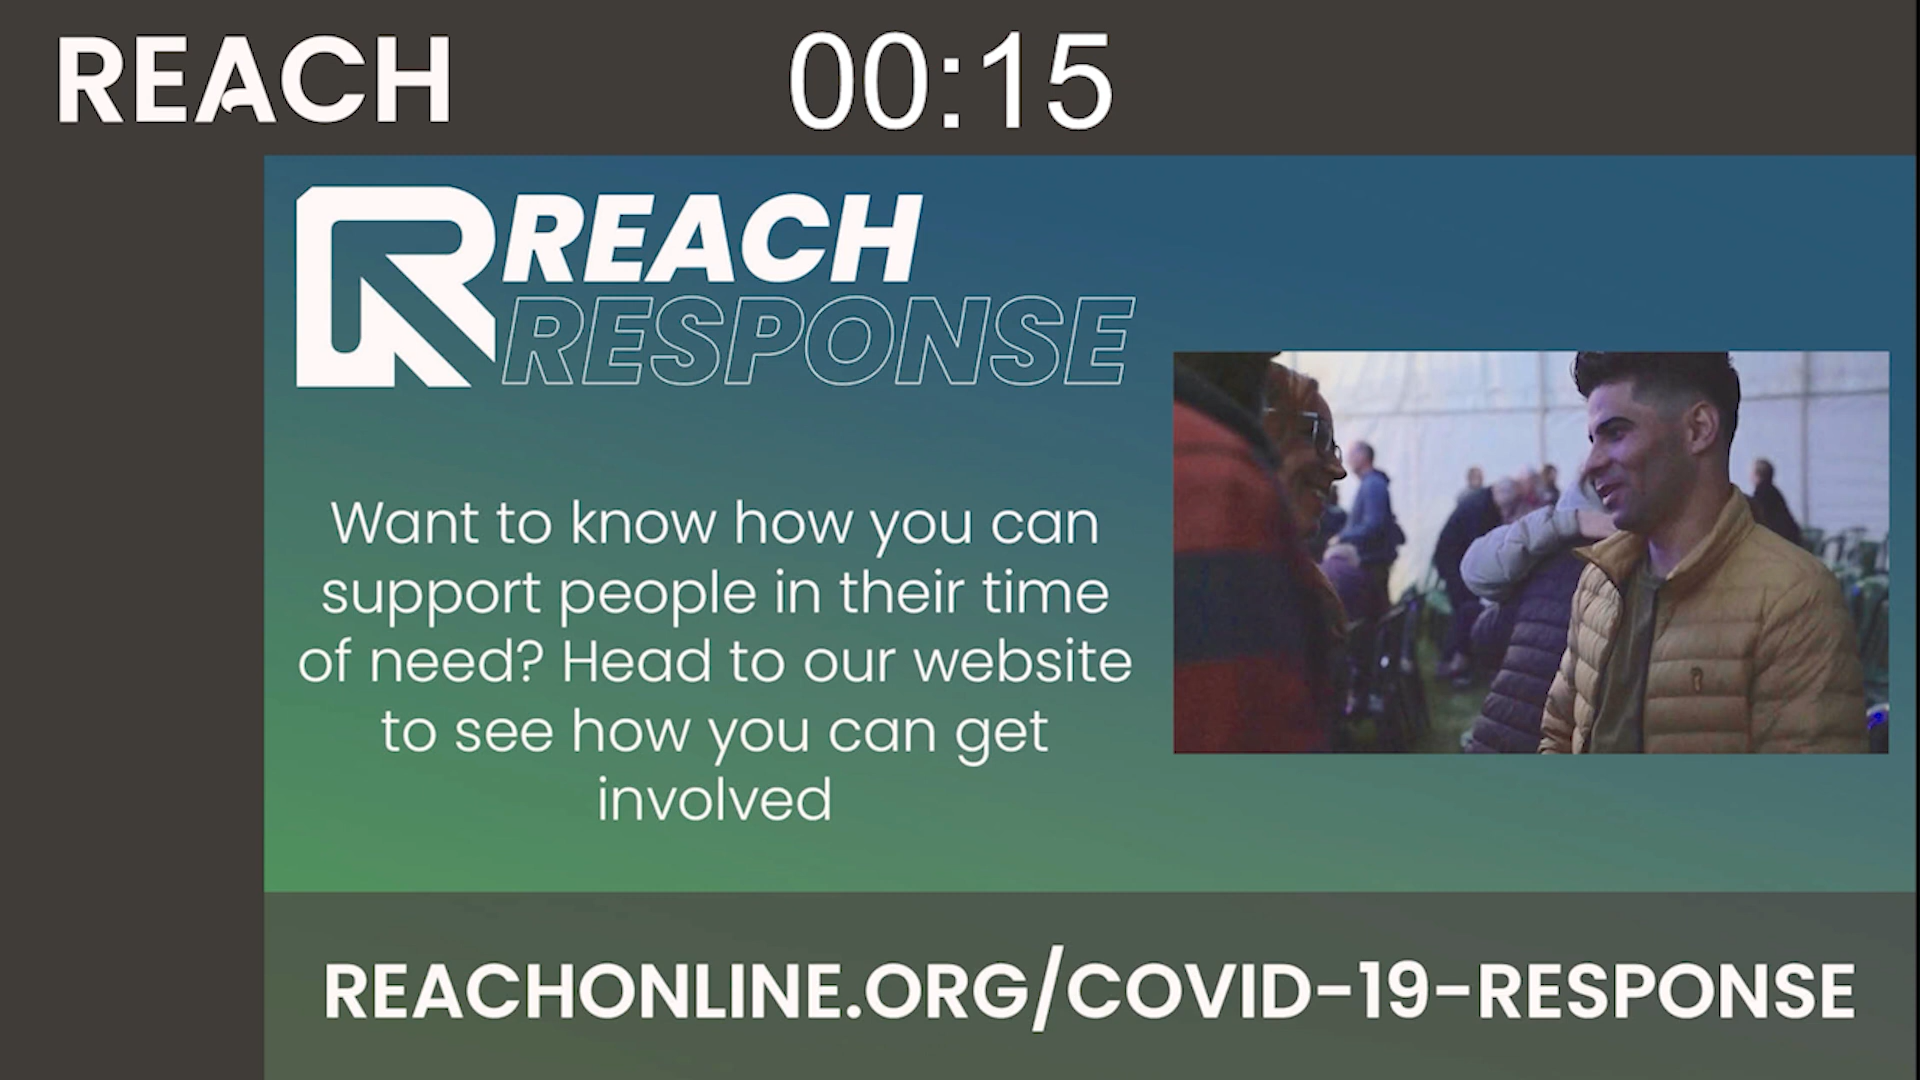 REACH
00:15
REACH
RESPONSE
Want to know how you can
support people in their time
of need? Head to our website
to see how you can get
involved
REACHONLINE.ORG/COVID-19-RESPONSE